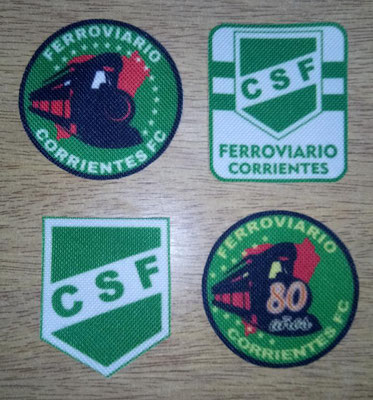 FERROVIARIO
CORRIENTES FC
CSF
FERROVIARIO
CORRIENTES
CSF
FERROVIARIO
80
años
CORRIENTES FC